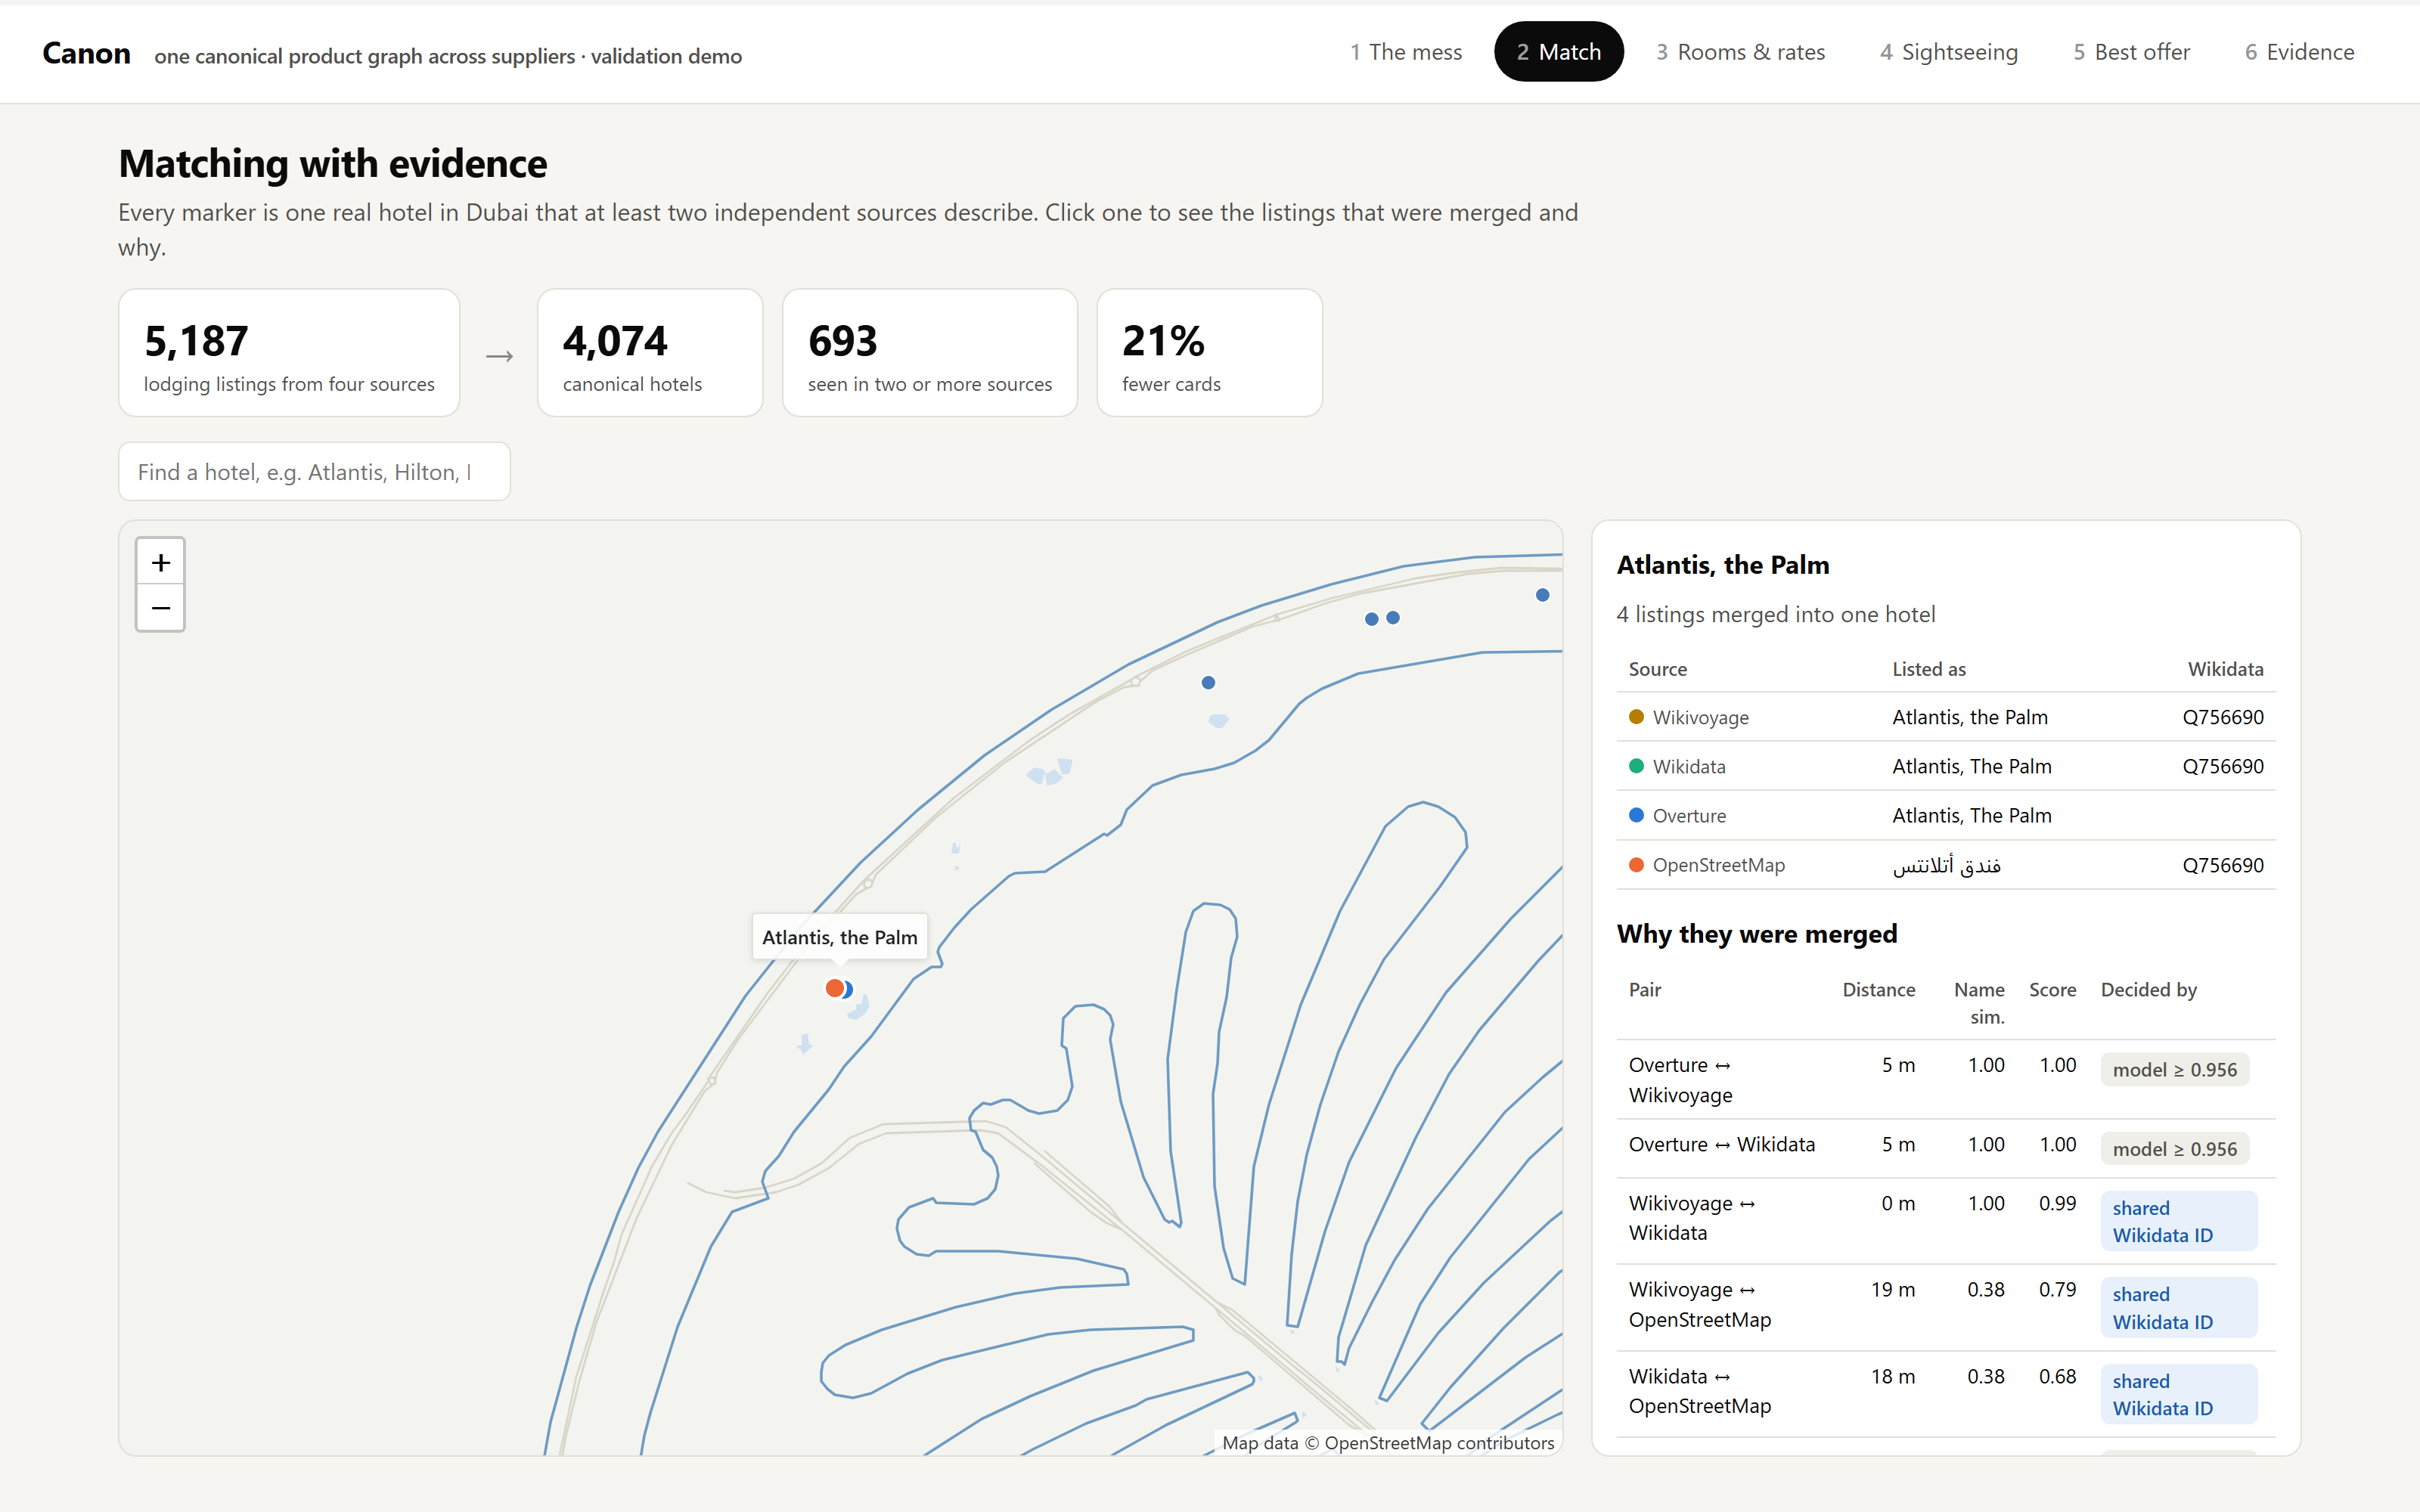 Canon one canonical product graph across suppliers · validation demo
1 The mess
2 Match
3 Rooms & rates
4 Sightseeing
5 Best offer
6 Evidence
Matching with evidence
Every marker is one real hotel in Dubai that at least two independent sources describe. Click one to see the listings that were merged and
why.
5,187
lodging listings from four sources
→
4,074
canonical hotels
693
seen in two or more sources
21%
fewer cards
Find a hotel, e.g. Atlantis, Hilton,
+
−
Atlantis, the Palm
Map data © OpenStreetMap contributors
Atlantis, the Palm
4 listings merged into one hotel
Source Listed as Wikidata
Wikivoyage Atlantis, the Palm Q756690
Wikidata Atlantis, The Palm Q756690
Overture Atlantis, The Palm
OpenStreetMap فندق أتلانتس Q756690
Why they were merged
Pair Distance Name Score Decided by
sim.
Overture ↔ 5 m 1.00 1.00 model ≥ 0.956
Wikivoyage
Overture ↔ Wikidata 5 m 1.00 1.00 model ≥ 0.956
Wikivoyage ↔ 0 m 1.00 0.99 shared
Wikidata Wikidata ID
Wikivoyage ↔ 19 m 0.38 0.79 shared
OpenStreetMap Wikidata ID
Wikidata ↔ 18 m 0.38 0.68 shared
OpenStreetMap Wikidata ID